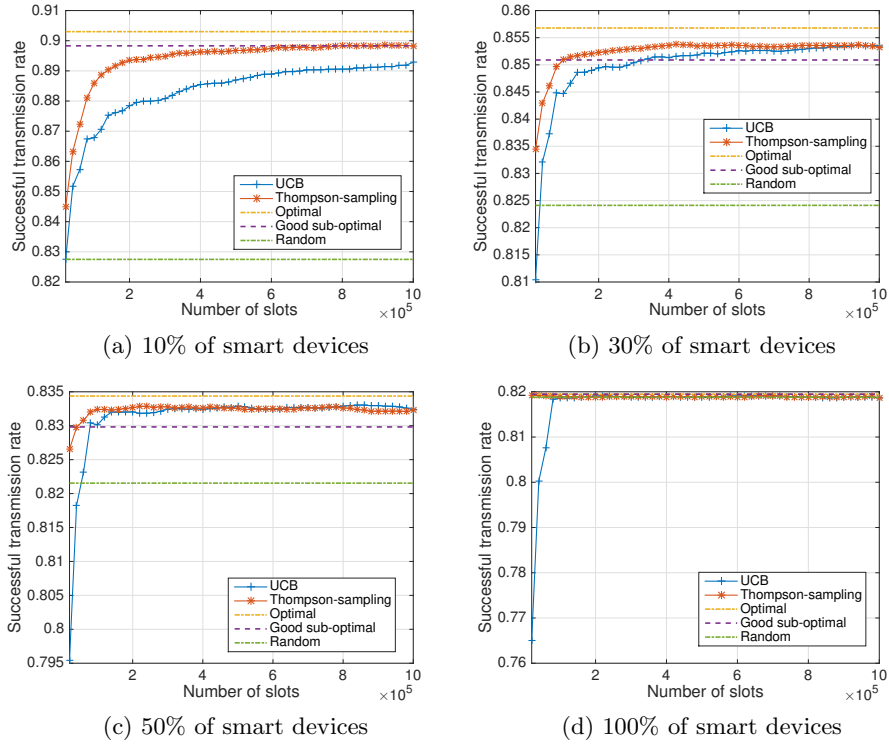 0.91
0.9
0.89
0.88
0.87
0.86
0.85
0.84
0.83
0.82
Successful transmission rate
UCB
Thompson-sampling
Optimal
Good sub-optimal
Random
2 4 6 8 10
Number of slots
×10^5
(a) 10% of smart devices
0.86
0.855
0.85
0.845
0.84
0.835
0.83
0.825
0.82
0.815
0.81
Successful transmission rate
UCB
Thompson-sampling
Optimal
Good sub-optimal
Random
2 4 6 8 10
Number of slots
×10^5
(b) 30% of smart devices
0.835
0.83
0.825
0.82
0.815
0.81
0.805
0.8
0.795
Successful transmission rate
UCB
Thompson-sampling
Optimal
Good sub-optimal
Random
2 4 6 8 10
Number of slots
×10^5
(c) 50% of smart devices
0.82
0.81
0.8
0.79
0.78
0.77
0.76
Successful transmission rate
UCB
Thompson-sampling
Optimal
Good sub-optimal
Random
2 4 6 8 10
Number of slots
×10^5
(d) 100% of smart devices